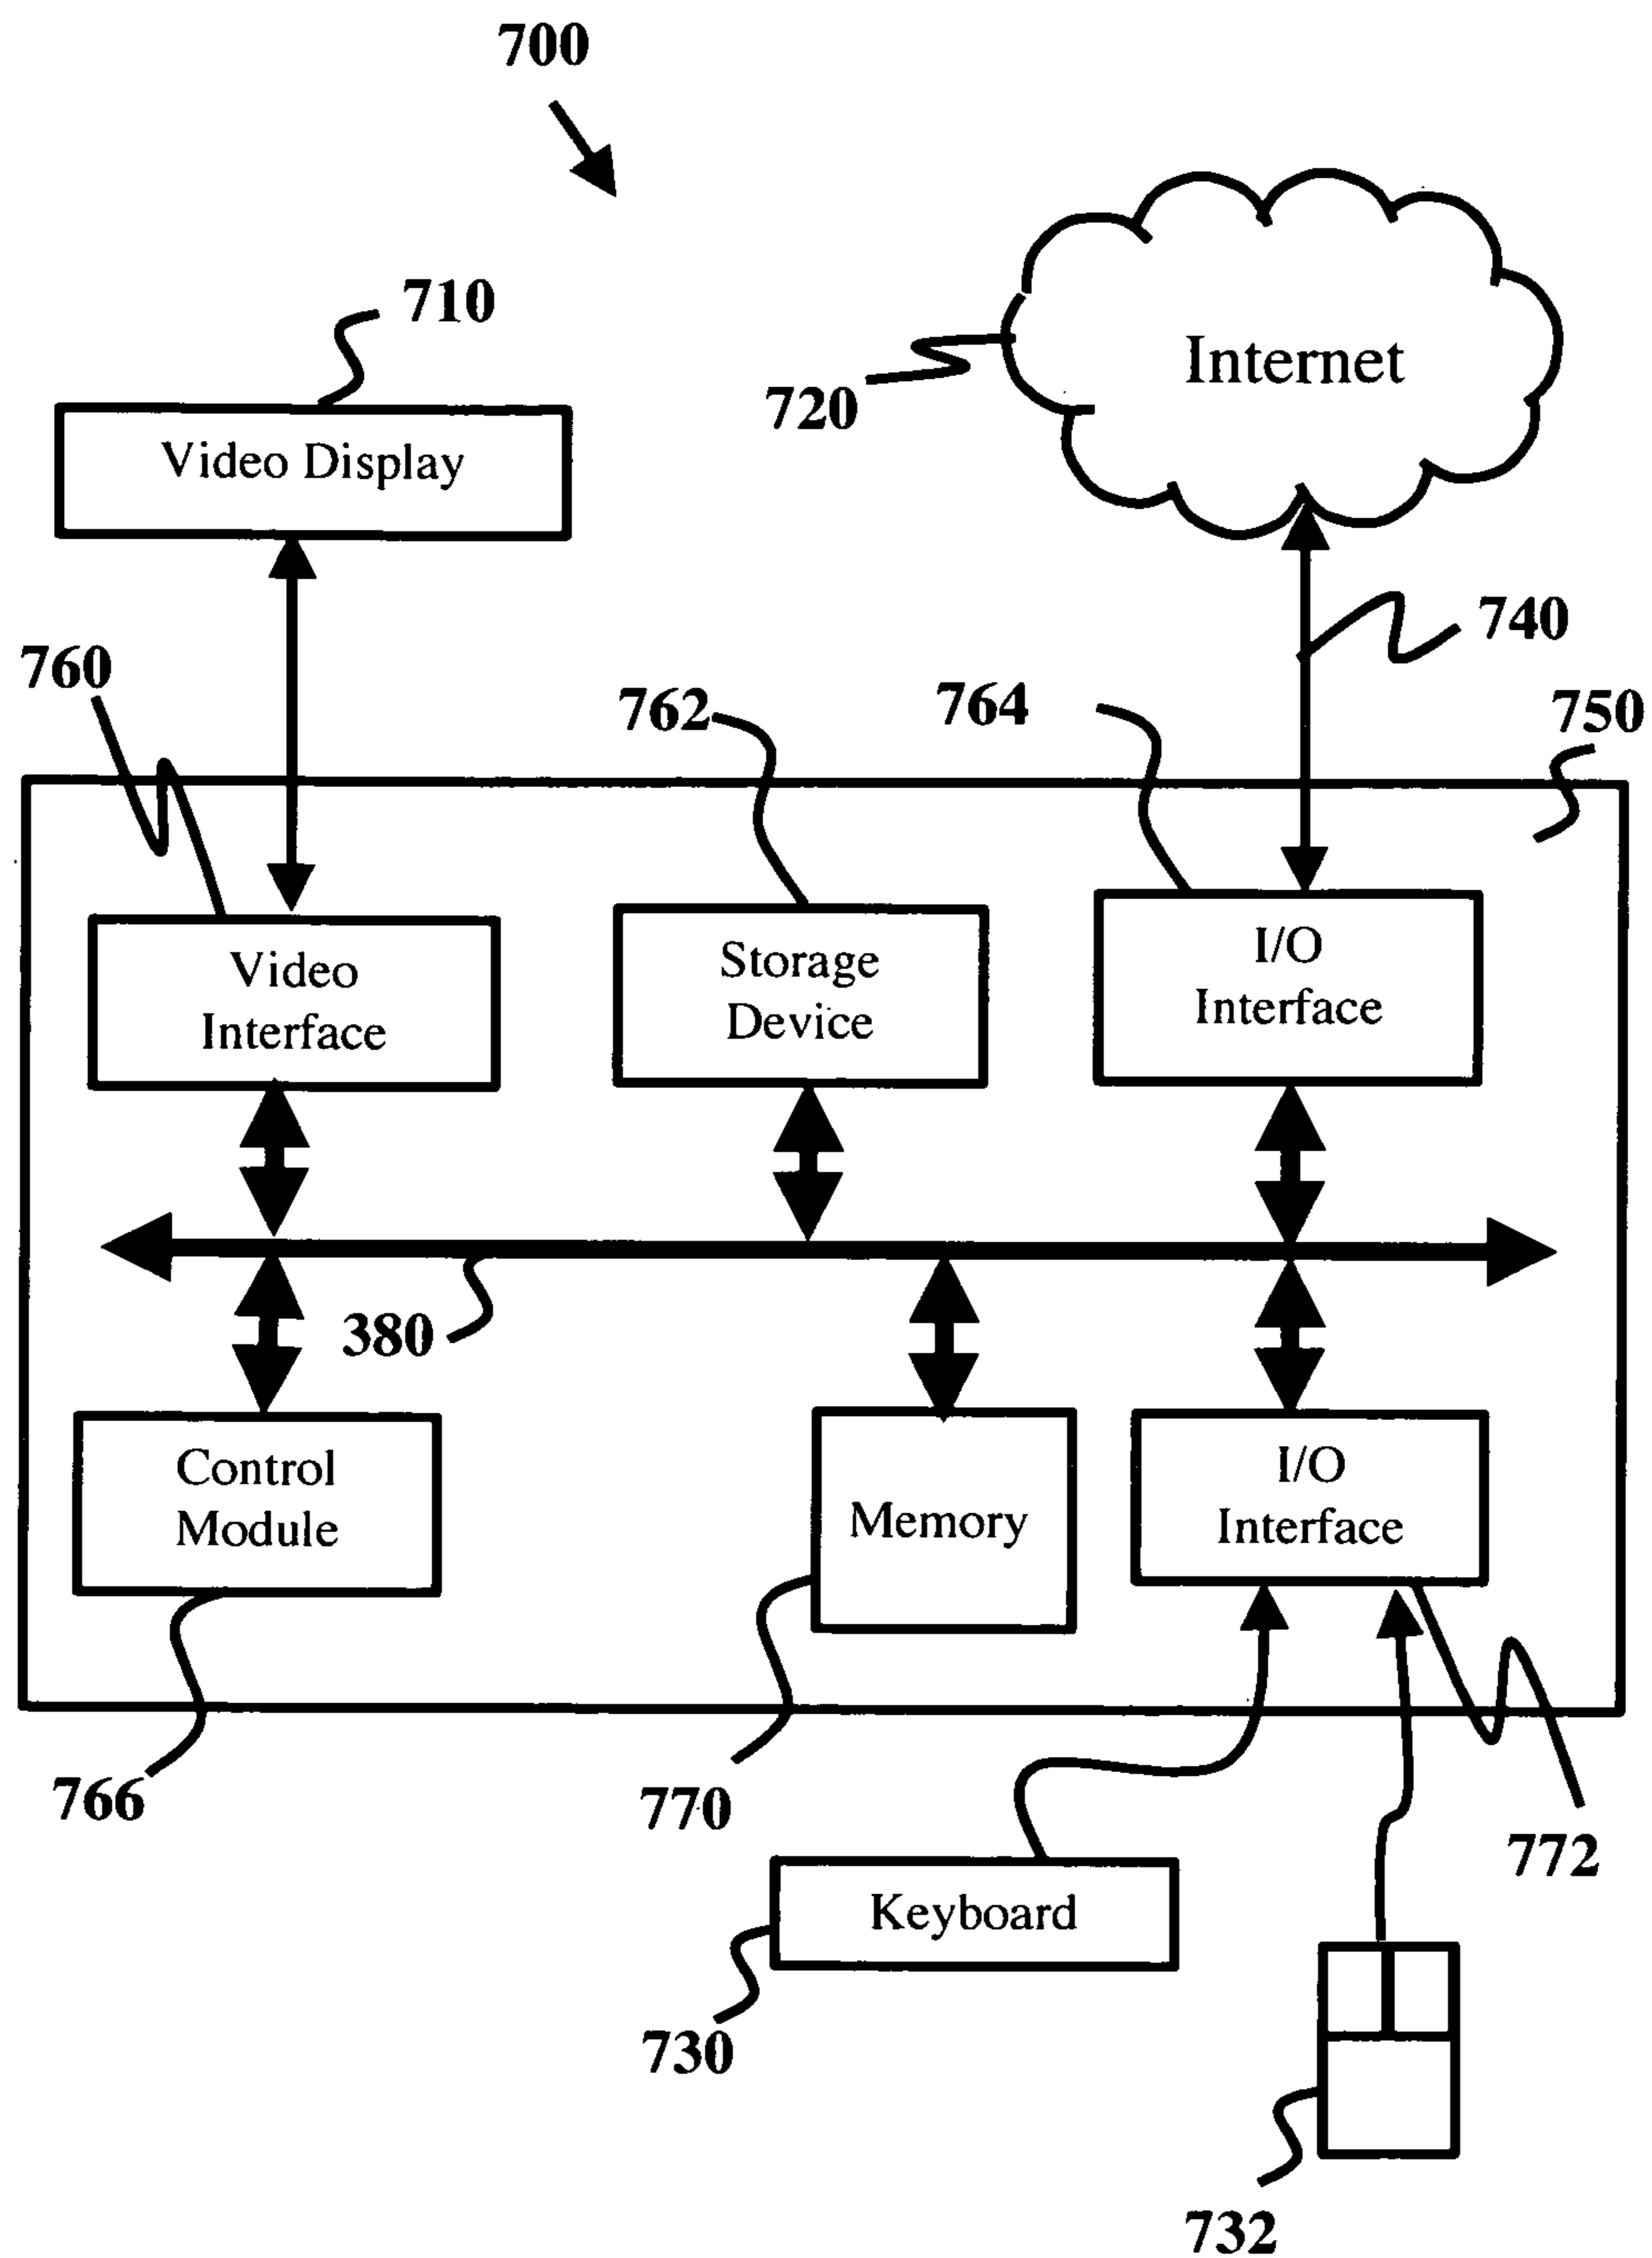 700
710
Internet
720
Video Display
740
760
762
764
750
Video
Interface
Storage
Device
I/O
Interface
380
Control
Module
Memory
I/O
Interface
766
770
772
Keyboard
730
732